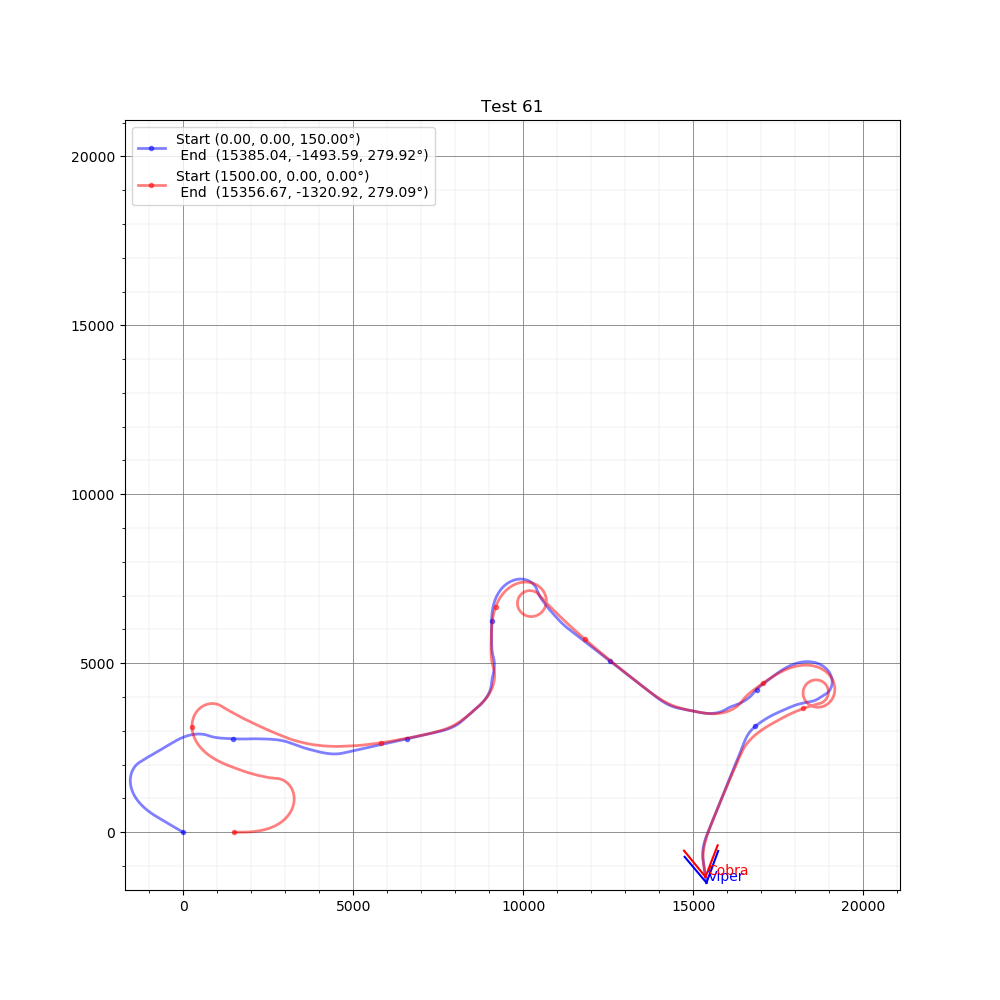 Test 61
Start (0.00, 0.00, 150.00°)
End  (15385.04, -1493.59, 279.92°)
Start (1500.00, 0.00, 0.00°)
End  (15356.67, -1320.92, 279.09°)
20000
15000
10000
5000
0
Cobra
Viper
0
5000
10000
15000
20000